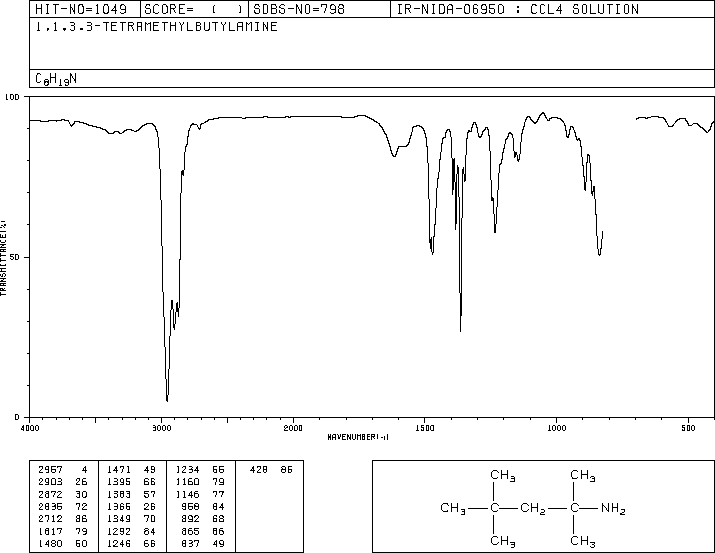 HIT-NO=1049 SCORE= ( ) SDBS-NO=798 IR-NIDA-06950 : CCL4 SOLUTION
1,1,3,3-TETRAMETHYLBUTYLAMINE
C8H19N
100
50
0
TRANSMITTANCE(%)
4000 3000 2000 1500 1000 500
WAVENUMBER(-1)
2957 4 1471 49 1234 55 428 86
2903 26 1395 66 1160 79
2872 30 1383 57 1146 77
2835 72 1366 26 958 84
2712 86 1349 70 892 68
1617 79 1292 84 865 86
1480 60 1246 66 837 49
CH3 CH3
CH3 C CH2 C NH2
CH3 CH3